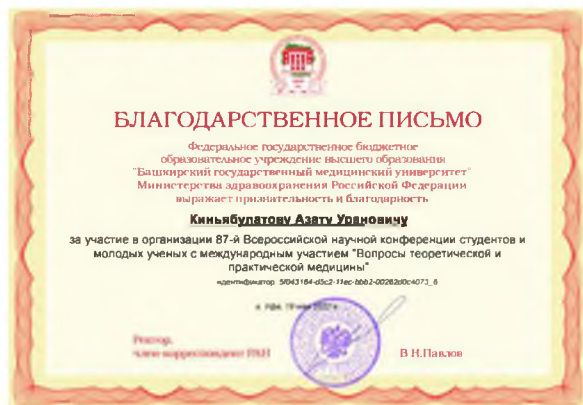 БЛАГОДАРСТВЕННОЕ ПИСЬМО
Федеральное государственное бюджетное
образовательное учреждение высшего образования
"Башкирский государственный медицинский университет"
Министерства здравоохранения Российской Федерации
выражает признательность и благодарность
Киньябулатову Азату Урановичу
за участие в организации 87-й Всероссийской научной конференции студентов и
молодых ученых с международным участием "Вопросы теоретической и
практической медицины"
идентификатор
г. Уфа,
Ректор,
член-корреспондент РАН
В.Н.Павлов